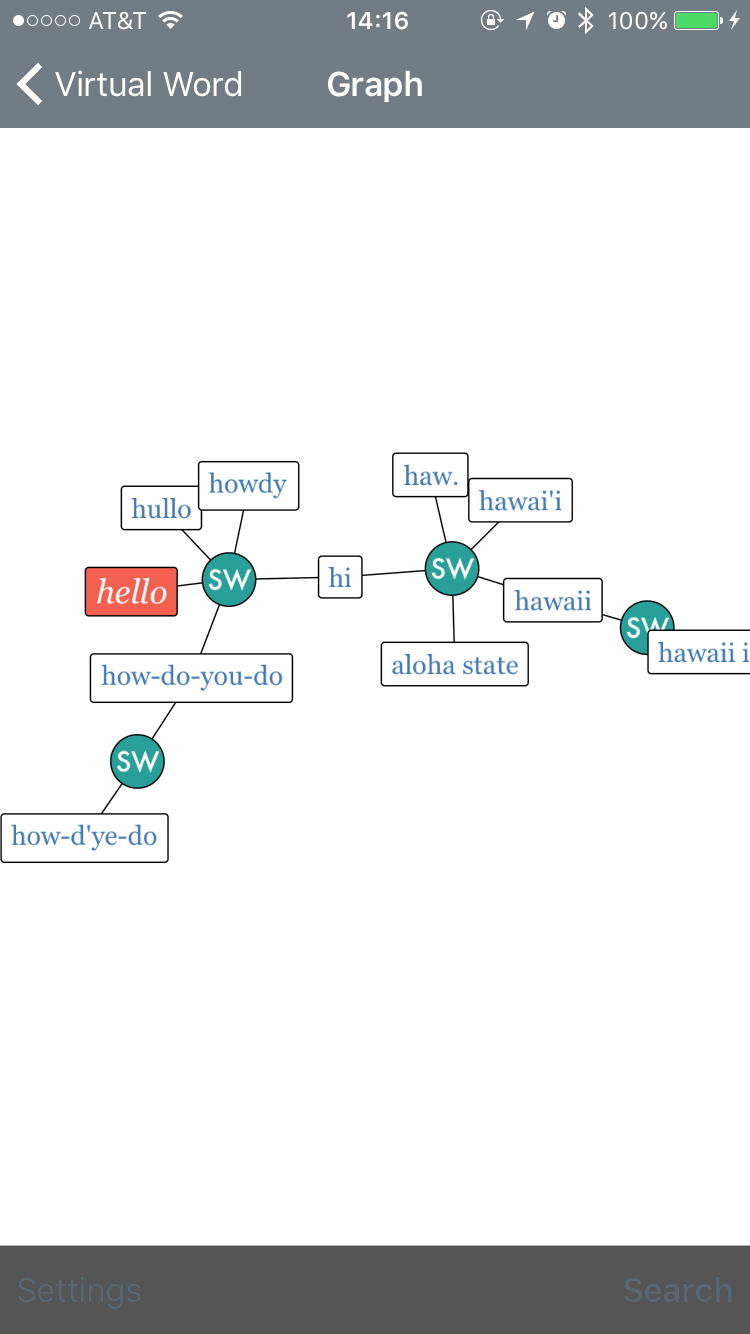 AT&T 14:16 100%
Virtual Word Graph
haw.
howdy
hawai'i
hullo
SW
SW
hi
hello
hawaii
SW
hawaii i
aloha state
how-do-you-do
SW
how-d'ye-do
Settings Search